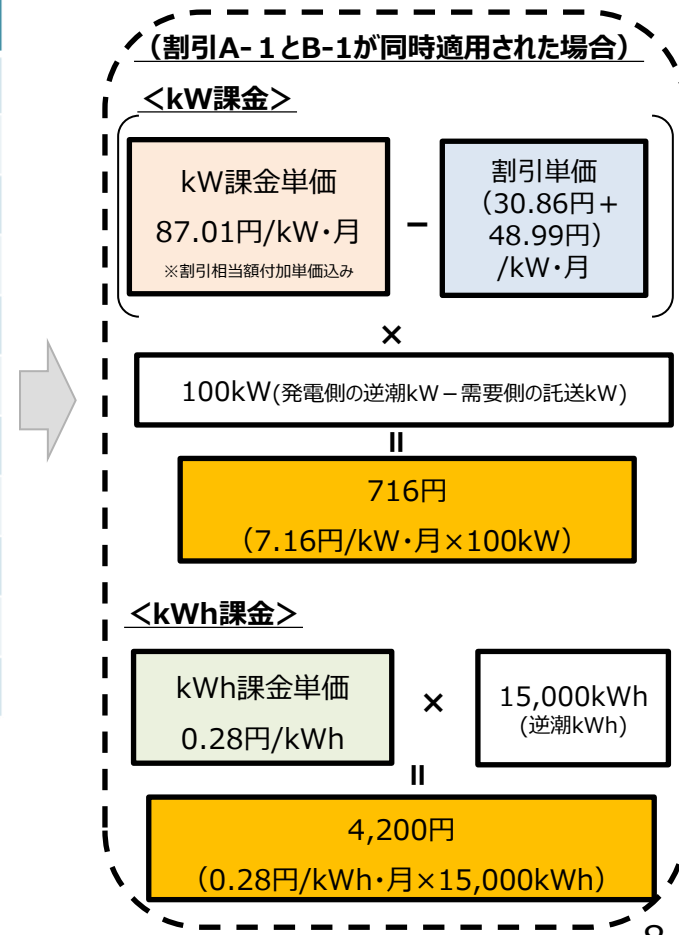 （割引A-１とB-1が同時適用された場合）
＜kW課金＞
kW課金単価
87.01円/kW・月
※割引相当額付加単価込み
－
割引単価
（30.86円＋
48.99円）
/kW・月
×
100kW(発電側の逆潮kW－需要側の託送kW)
＝
716円
（7.16円/kW・月×100kW）
＜kWh課金＞
kWh課金単価
0.28円/kWh
×
15,000kWh
(逆潮kWh)
＝
4,200円
（0.28円/kWh・月×15,000kWh）